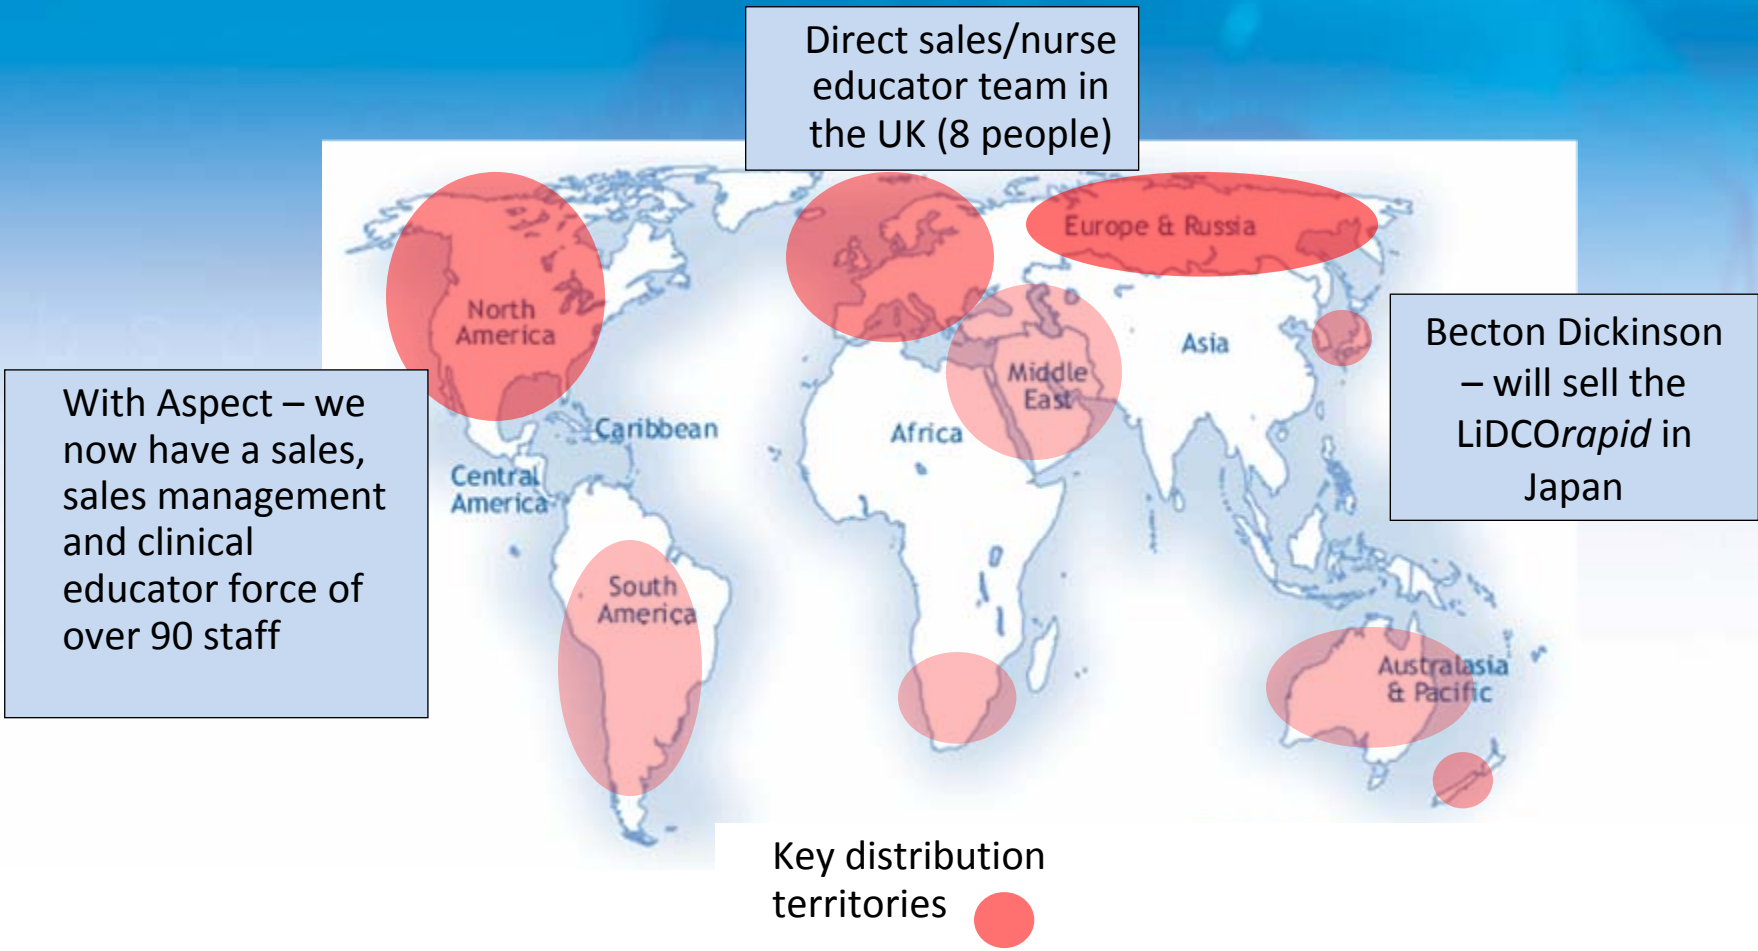 Direct sales/nurse
educator team in
the UK (8 people)
Europe & Russia
North
America
Asia
Middle
East
Becton Dickinson
– will sell the
LiDCOrapid in
Japan
With Aspect – we
now have a sales,
sales management
and clinical
educator force of
over 90 staff
Caribbean
Africa
Central
America
South
America
Australasia
& Pacific
Key distribution
territories